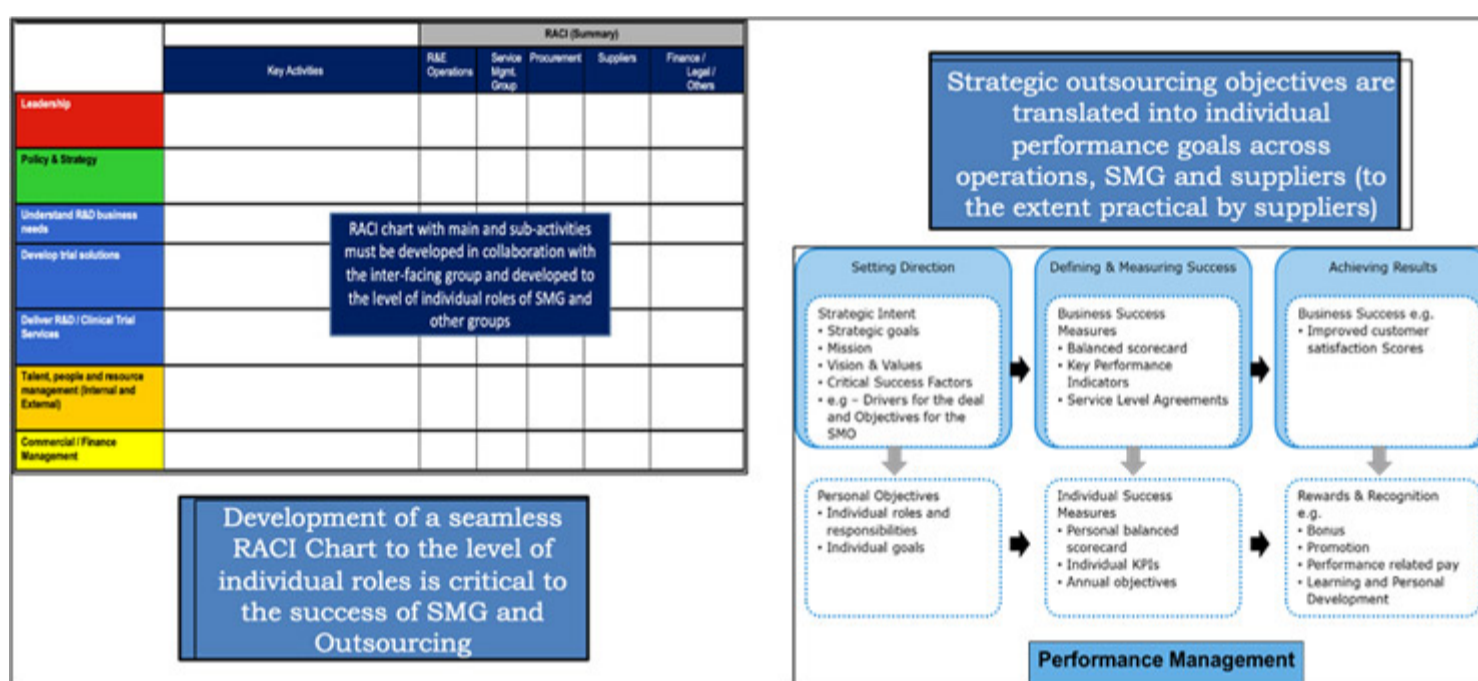 RACI (Summary)
Key Activities
R&E
Operations
Service
Mgmt.
Group
Procurement
Suppliers
Finance /
Legal /
Others
Leadership
Policy & Strategy
Understand R&D business
needs
Develop trial solutions
Deliver R&D / Clinical Trial
Services
Talent, people and resource
management (Internal and
External)
Commercial / Finance
Management
RACI chart with main and sub-activities
must be developed in collaboration with
the inter-facing group and developed to
the level of individual roles of SMG and
other groups
Development of a seamless
RACI Chart to the level of
individual roles is critical to
the success of SMG and
Outsourcing
Strategic outsourcing objectives are
translated into individual
performance goals across
operations, SMG and suppliers (to
the extent practical by suppliers)
Setting Direction
Strategic Intent
• Strategic goals
• Mission
• Vision & Values
• Critical Success Factors
• e.g – Drivers for the deal
and Objectives for the
SMO
Defining & Measuring Success
Business Success
Measures
• Balanced scorecard
• Key Performance
Indicators
• Service Level Agreements
Achieving Results
Business Success e.g.
• Improved customer
satisfaction Scores
Personal Objectives
• Individual roles and
responsibilities
• Individual goals
Individual Success
Measures
• Personal balanced
scorecard
• Individual KPIs
• Annual objectives
Rewards & Recognition
e.g.
• Bonus
• Promotion
• Performance related pay
• Learning and Personal
Development
Performance Management